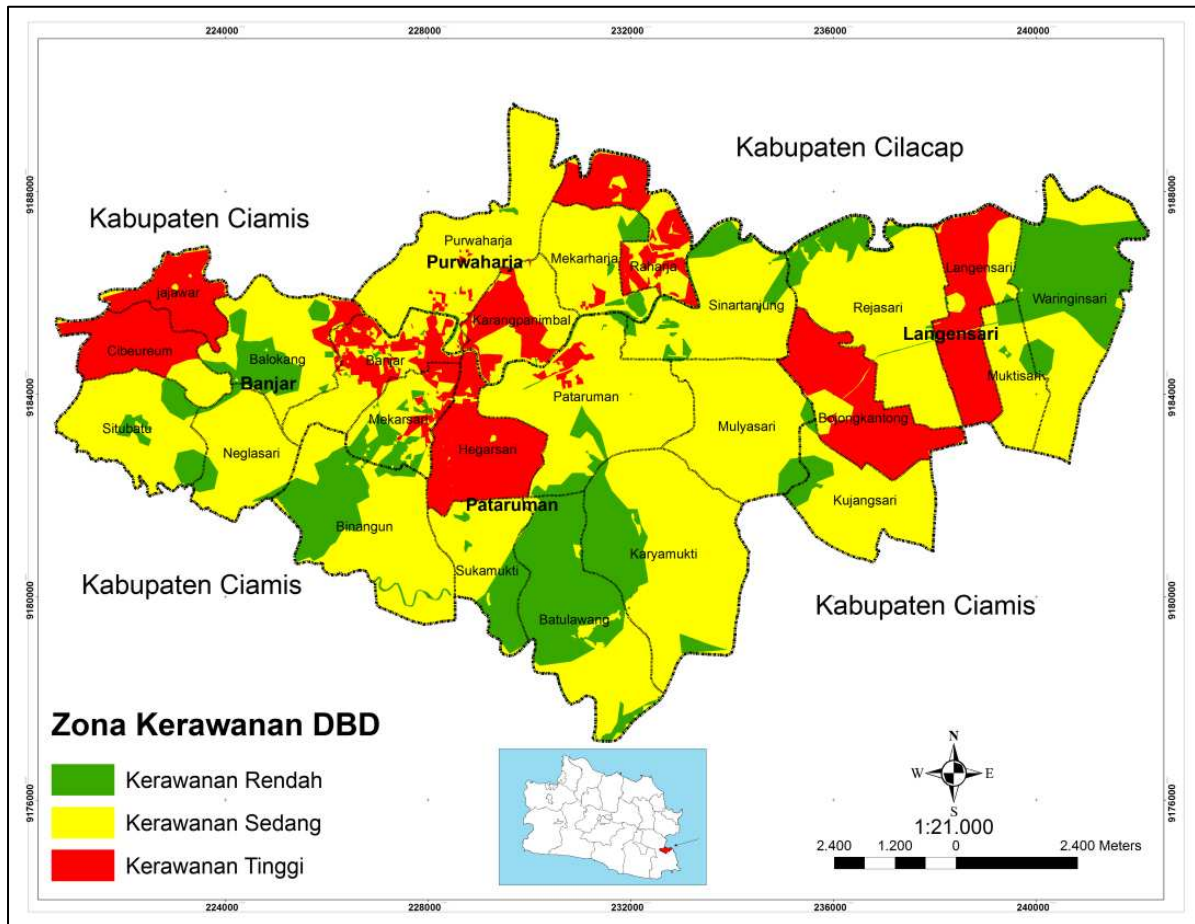 224000 228000 232000 236000 240000
9188000 9188000
9184000 9184000
9180000 9180000
9176000 9176000
Kabupaten Cilacap
Kabupaten Ciamis
Purwaharja
Purwaharja
Mekarharja
Raharja
Langensari
jajawar
Sinartanjung
Rejasari
Waringinsari
Karangpanimbal
Langensari
Cibeureum
Balokang
Banjar
Banjar
Muktisari
Pataruman
Situbatu
Mekarsari
Mulyasari
Bojongkantong
Neglasari
Hegarsari
Pataruman
Kujangsari
Binangun
Karyamukti
Sukamukti
Kabupaten Ciamis
Kabupaten Ciamis
Batulawang
Zona Kerawanan DBD
Kerawanan Rendah
Kerawanan Sedang
Kerawanan Tinggi
N
W E
S
1:21.000
2.400 1.200 0 2.400 Meters
224000 228000 232000 236000 240000